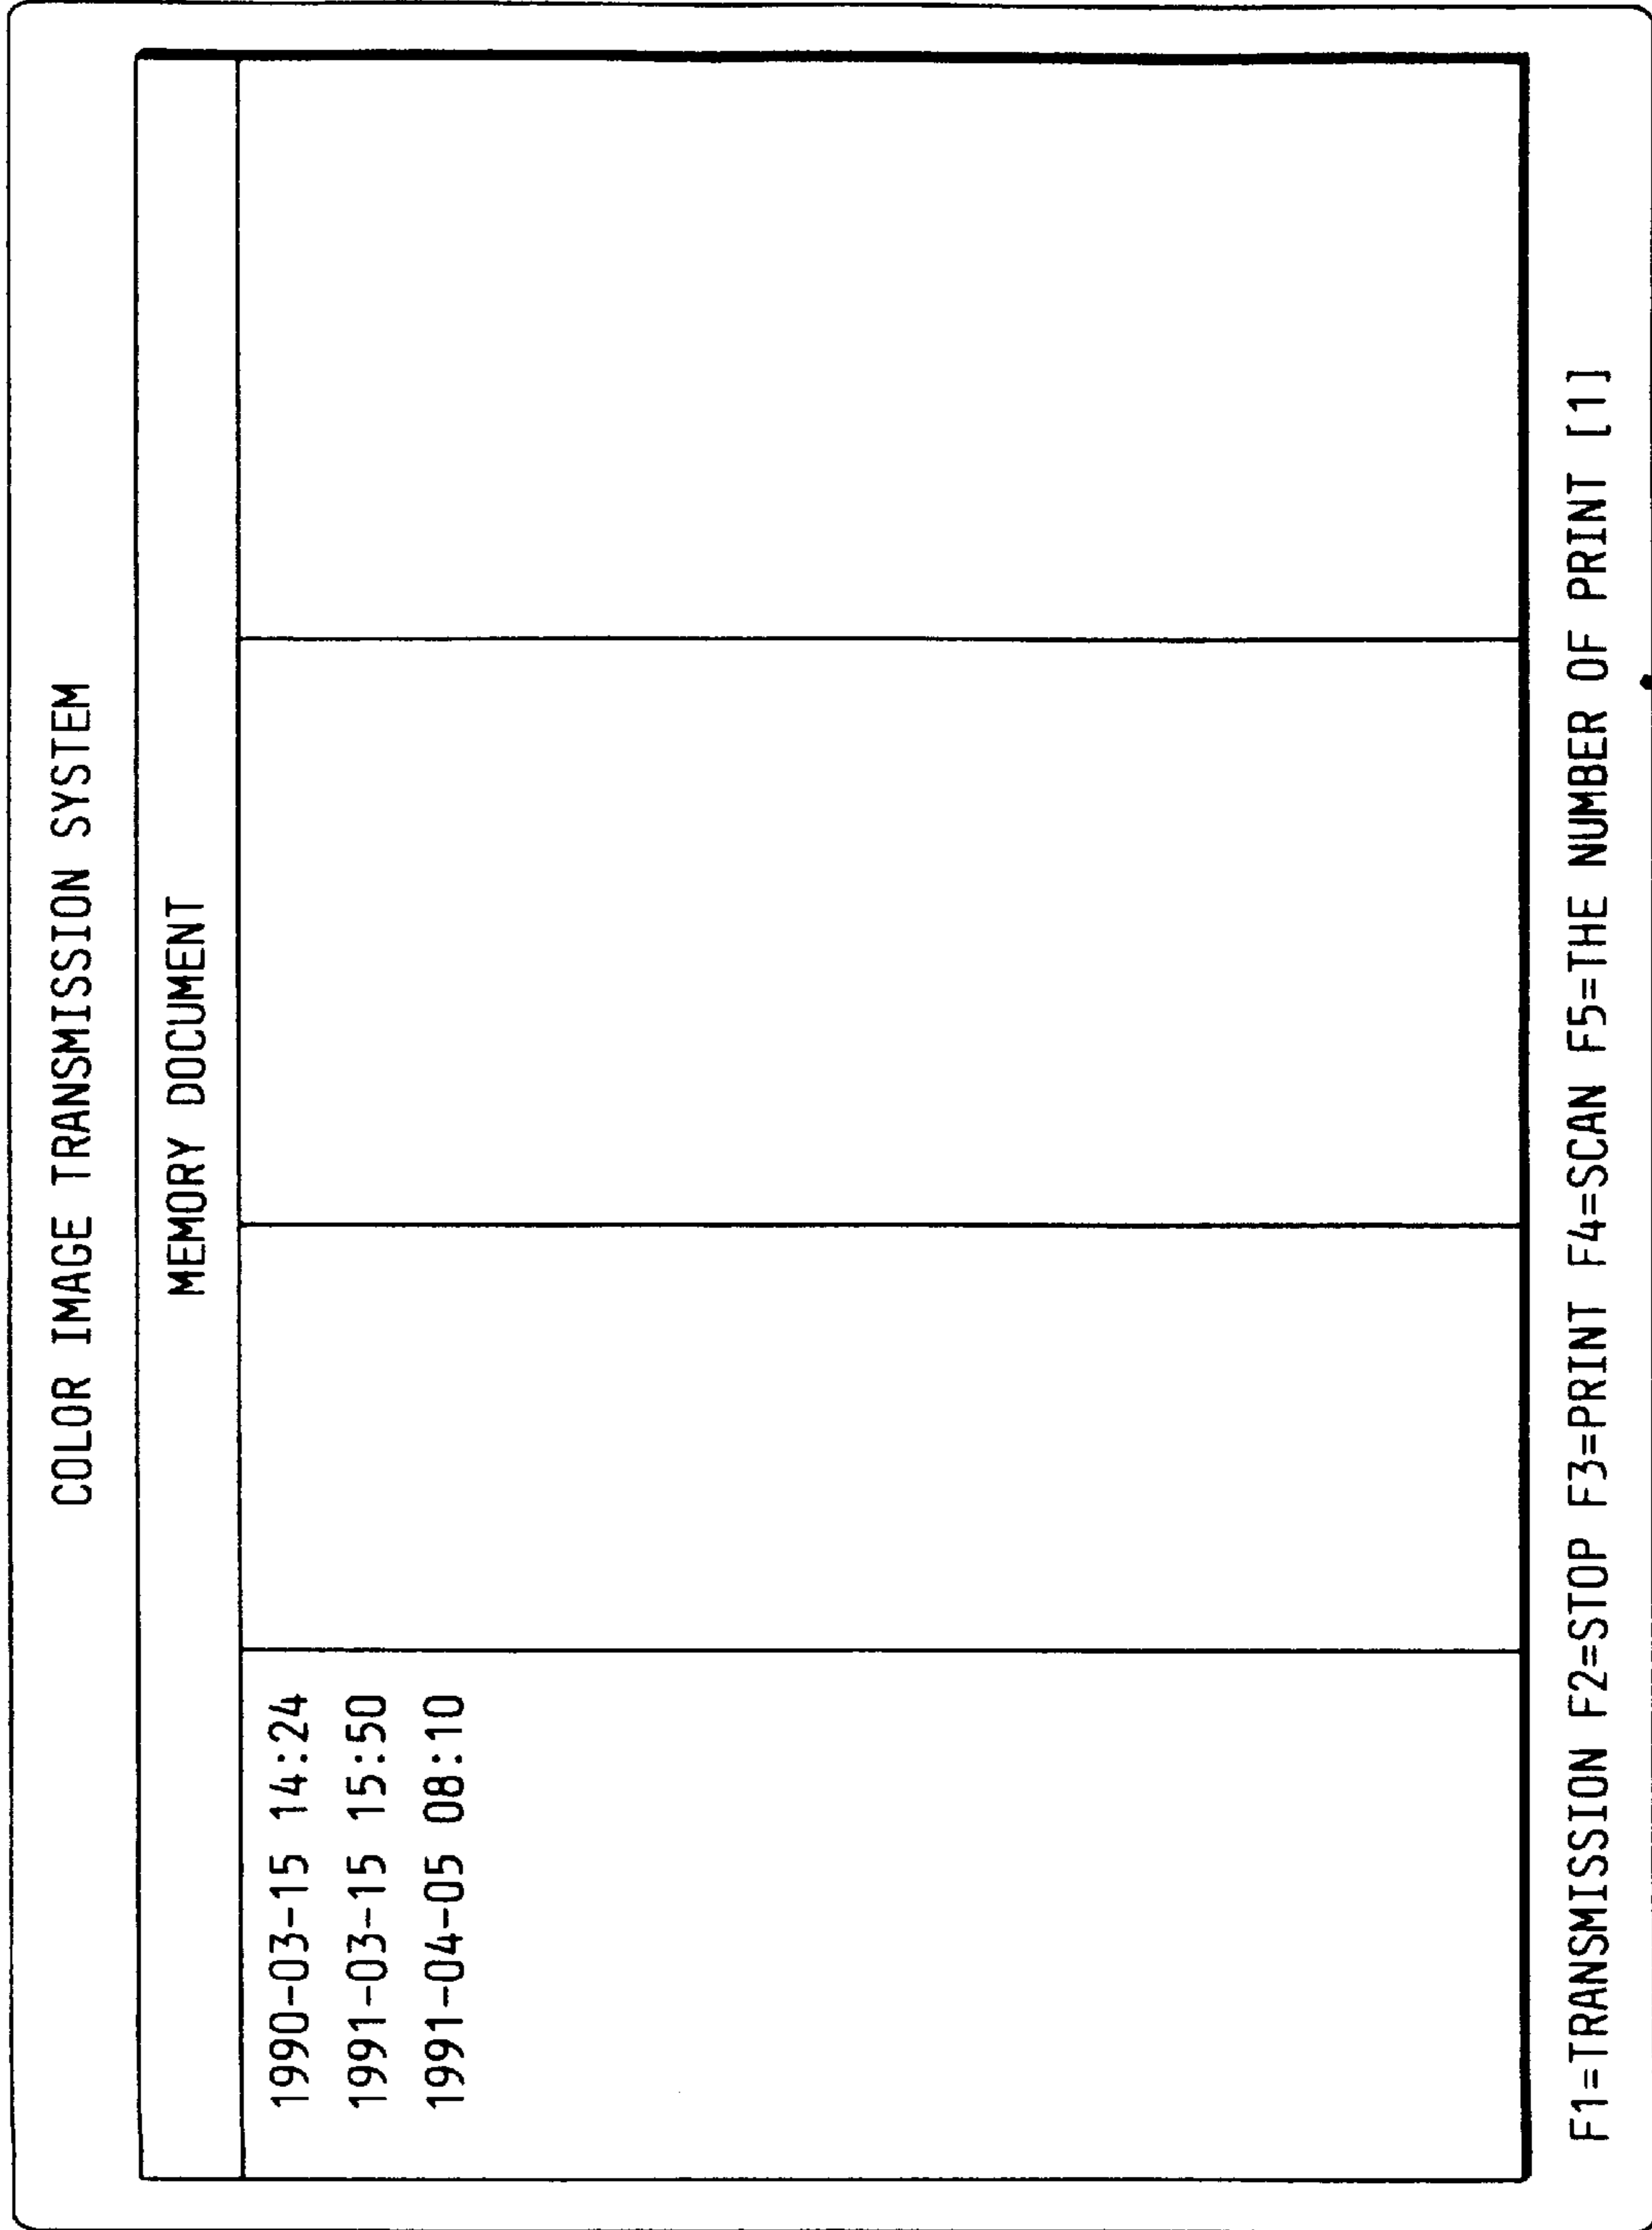 COLOR IMAGE TRANSMISSION SYSTEM
MEMORY DOCUMENT
1990-03-15 14:24
1991-03-15 15:50
1991-04-05 08:10
F1=TRANSMISSION F2=STOP F3=PRINT F4=SCAN F5=THE NUMBER OF PRINT [1]